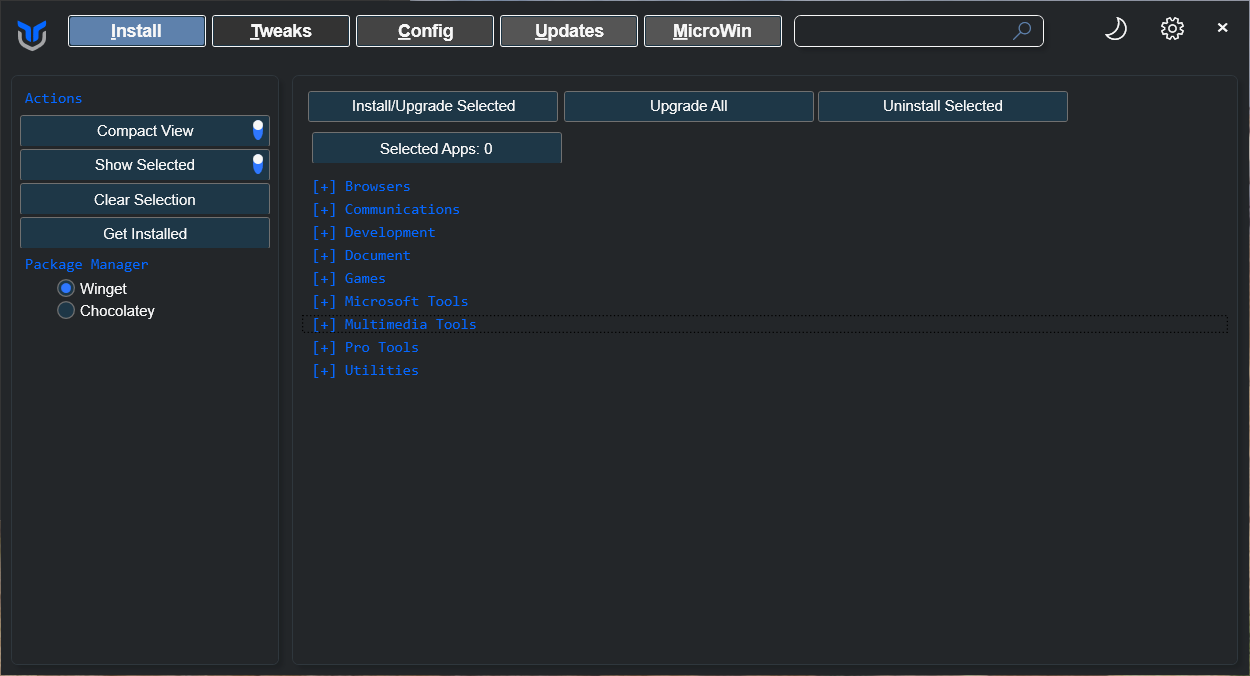 Install Tweaks Config Updates MicroWin
Actions
Compact View
Show Selected
Clear Selection
Get Installed
Package Manager
Winget
Chocolatey
Install/Upgrade Selected Upgrade All Uninstall Selected
Selected Apps: 0
[+] Browsers
[+] Communications
[+] Development
[+] Document
[+] Games
[+] Microsoft Tools
[+] Multimedia Tools
[+] Pro Tools
[+] Utilities